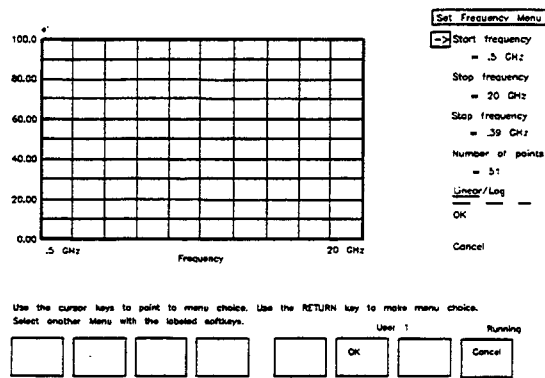 Set Frequency Menu
e'
100.0
-> Start frequency
= .5 GHz
80.00
Stop frequency
= 20 GHz
60.00
Stop frequency
= .39 GHz
40.00
Number of points
= 51
20.00
Linear/Log
OK
0.00
.5 GHz
20 GHz
Frequency
Cancel
Use the cursor keys to point to menu choice. Use the RETURN key to make menu choice.
Select another Menu with the labeled softkeys.
User 1
Running
OK
Cancel